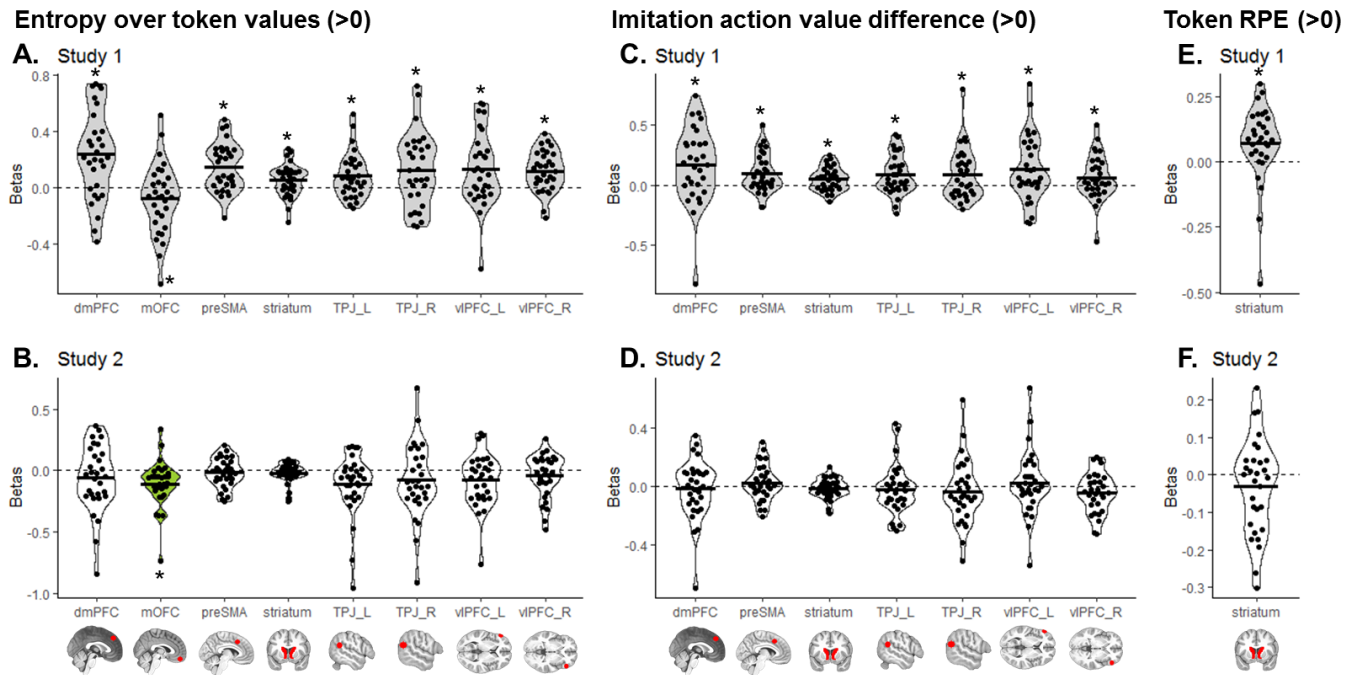 Entropy over token values (>0)
Imitation action value difference (>0)
Token RPE (>0)
A. Study 1
*
*
*
*
*
*
*
*
0.8
0.4
0.0
-0.4
Betas
dmPFC mOFC preSMA striatum TPJ_L TPJ_R vlPFC_L vlPFC_R
C. Study 1
*
*
*
*
*
*
*
0.5
0.0
-0.5
Betas
dmPFC preSMA striatum TPJ_L TPJ_R vlPFC_L vlPFC_R
E. Study 1
*
0.25
0.00
-0.25
-0.50
Betas
striatum
B. Study 2
0.5
0.0
-0.5
-1.0
Betas
*
dmPFC mOFC preSMA striatum TPJ_L TPJ_R vlPFC_L vlPFC_R
D. Study 2
0.4
0.0
-0.4
Betas
dmPFC preSMA striatum TPJ_L TPJ_R vlPFC_L vlPFC_R
F. Study 2
0.2
0.1
0.0
-0.1
-0.2
-0.3
Betas
striatum